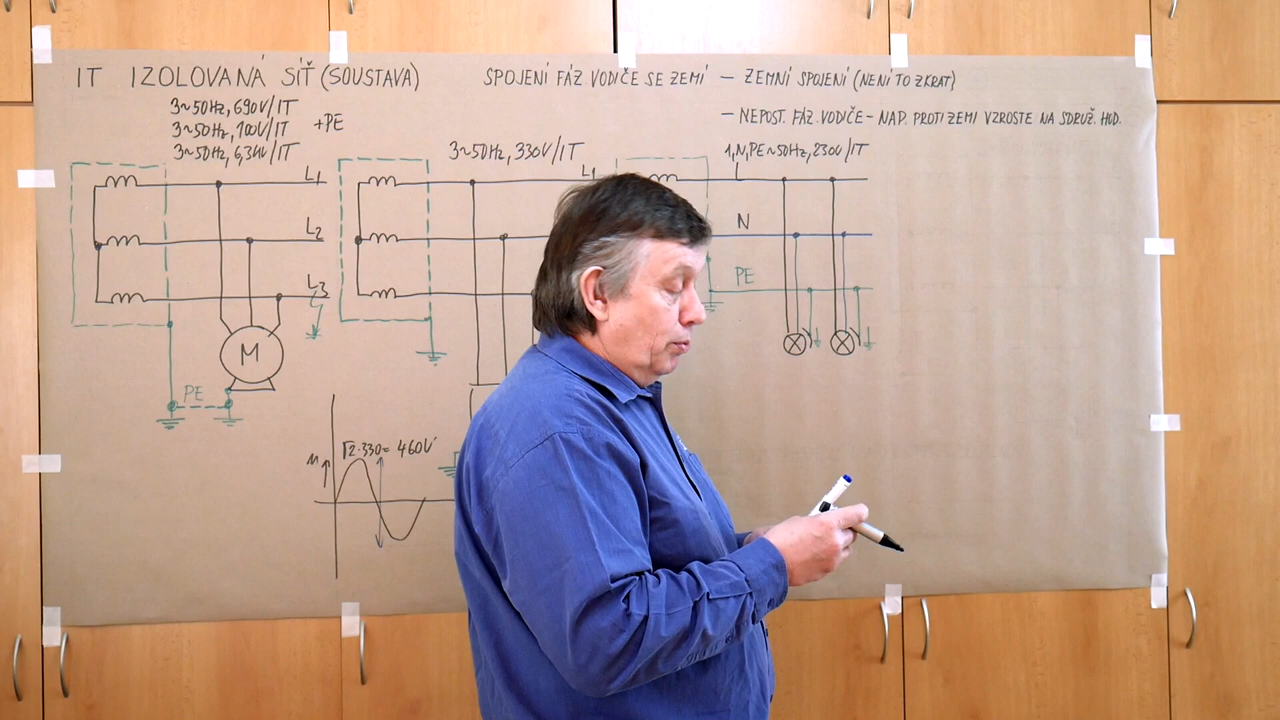 IT IZOLOVANÁ SÍŤ (SOUSTAVA)
SPOJENÍ FÁZ. VODIČE SE ZEMÍ – ZEMNÍ SPOJENÍ (NENÍ TO ZKRAT)
– NEPOST. FÁZ. VODIČE – NAP. PROTI ZEMI VZROSTE NA SDRUŽ. HOD.
3~50Hz, 690V/IT
3~50Hz, 700V/IT
3~50Hz, 6,3kV/IT
+PE
L1
L2
L3
M
PE
3~50Hz, 330V/IT
L1
1,N,PE~50Hz, 230V/IT
L
N
PE
u
√2·330= 460V